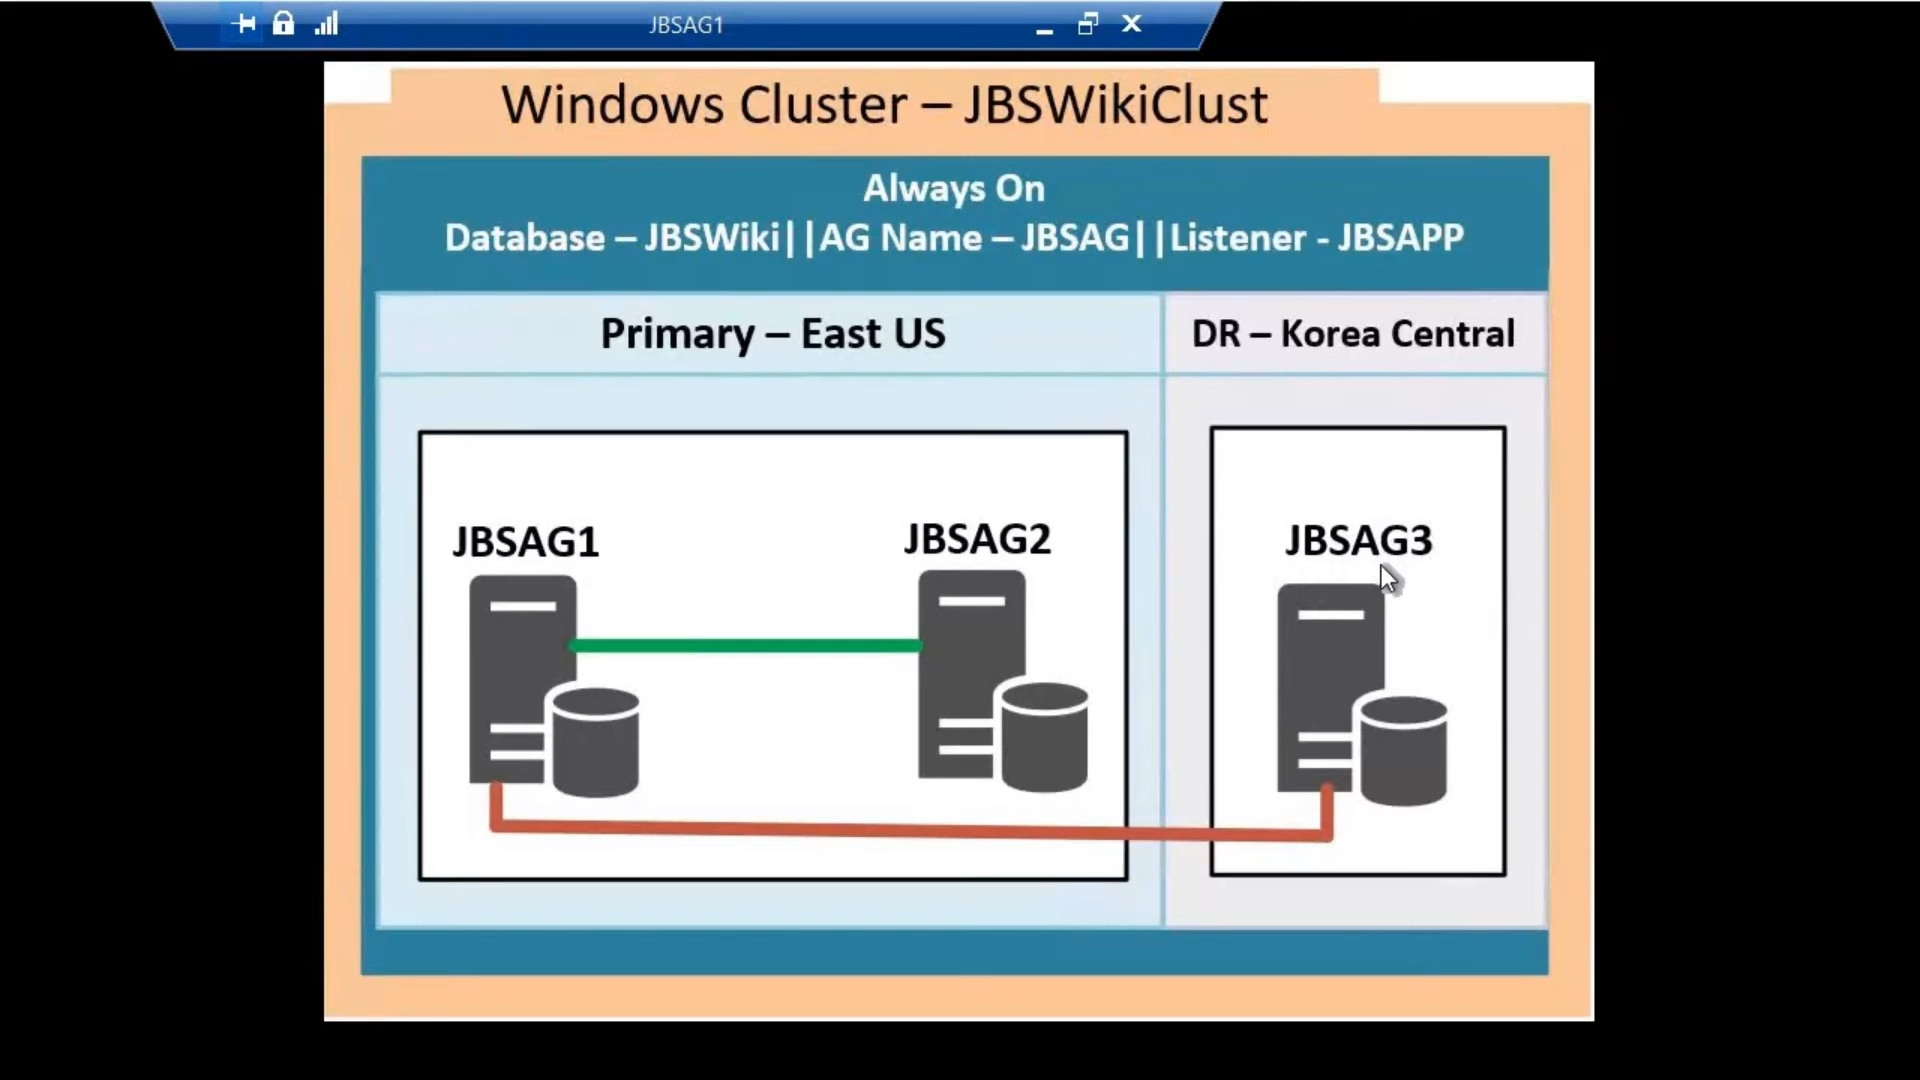 JBSAG1
Windows Cluster – JBSWikiClust
Always On
Database – JBSWiki||AG Name – JBSAG||Listener - JBSAPP
Primary – East US
DR – Korea Central
JBSAG1
JBSAG2
JBSAG3